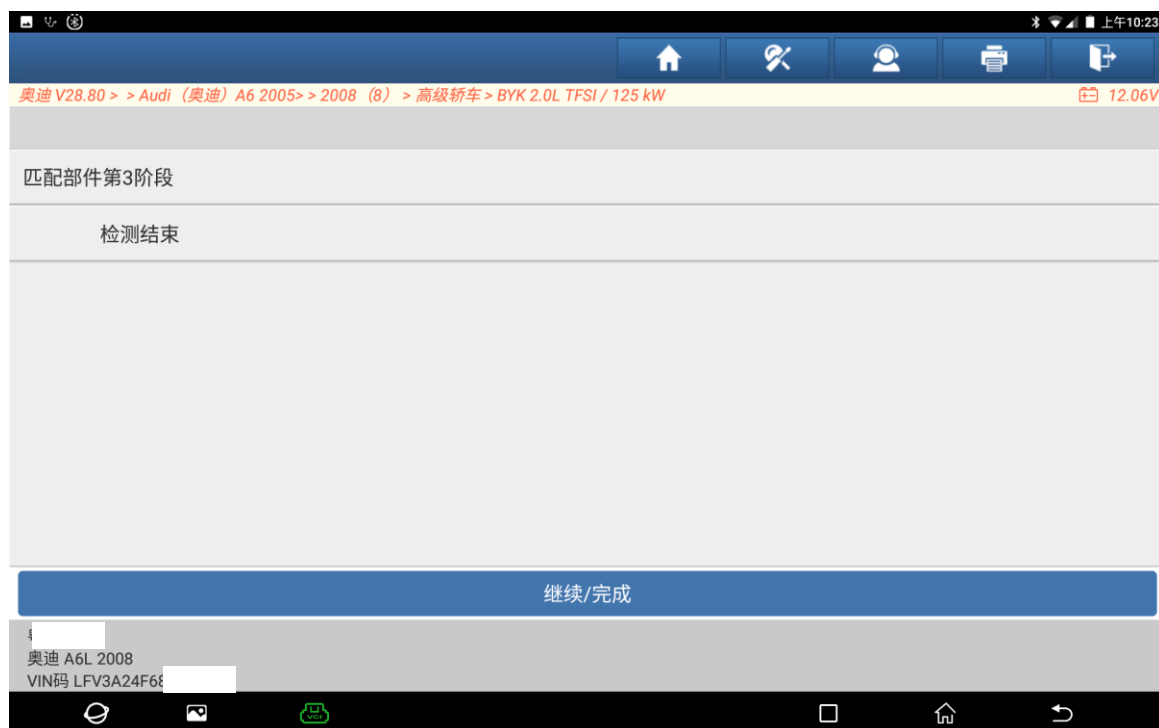 上午10:23
奥迪 V28.80 > > Audi（奥迪）A6 2005> > 2008（8） > 高级轿车 > BYK 2.0L TFSI / 125 kW
12.06V
匹配部件第3阶段
检测结束
继续/完成
奥迪 A6L 2008
VIN码 LFV3A24F68
VCI